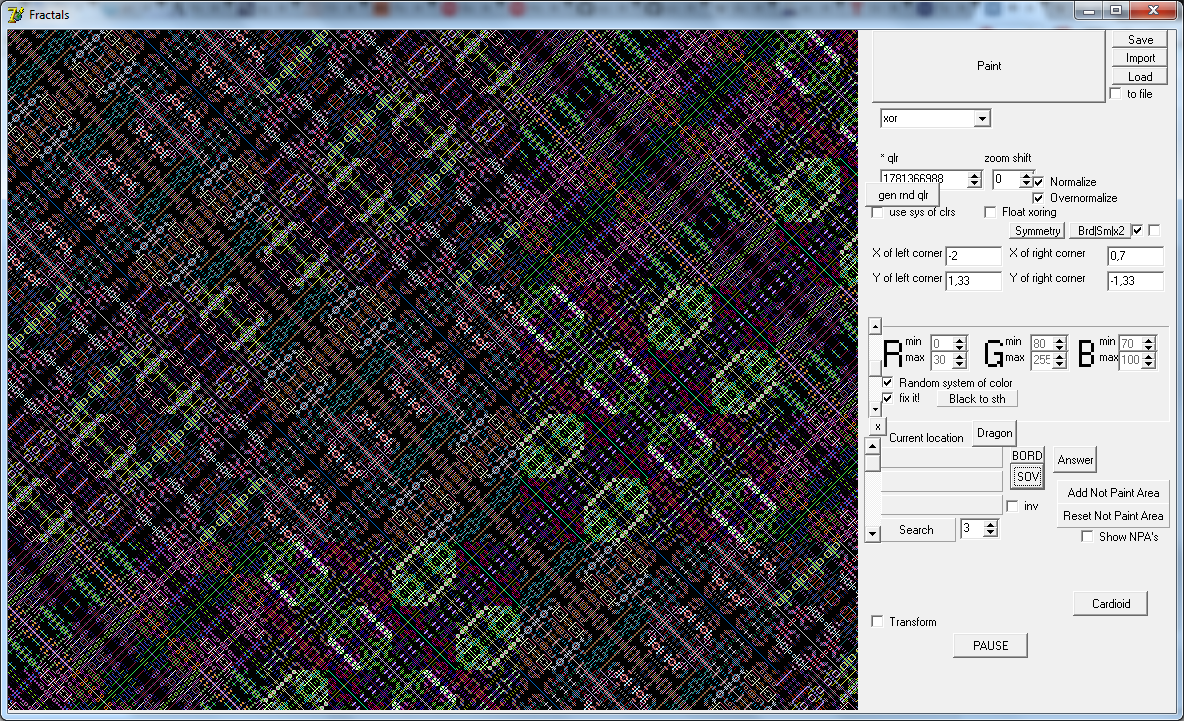 Fractals
Paint
Save
Import
Load
to file
xor
* qlr
zoom shift
1781366988
0
Normalize
gen rnd qlr
Overnormalize
use sys of clrs
Float xoring
Symmetry
Brd|Sm|x2
X of left corner -2
X of right corner 0,7
Y of left corner 1,33
Y of right corner -1,33
R min 0 max 30
G min 80 max 255
B min 70 max 100
Random system of color
fix it!
Black to sth
x
Current location
Dragon
BORD
SOV
Answer
Add Not Paint Area
inv
Reset Not Paint Area
Search
3
Show NPA's
Cardioid
Transform
PAUSE